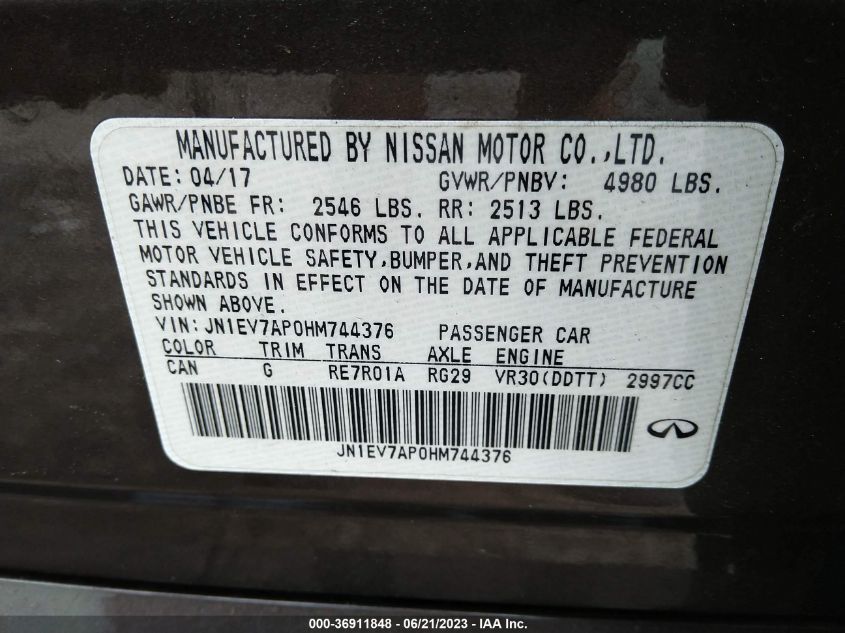 MANUFACTURED BY NISSAN MOTOR CO.,LTD.
DATE: 04/17 GVWR/PNBV: 4980 LBS.
GAWR/PNBE FR: 2546 LBS. RR: 2513 LBS.
THIS VEHICLE CONFORMS TO ALL APPLICABLE FEDERAL
MOTOR VEHICLE SAFETY,BUMPER,AND THEFT PREVENTION
STANDARDS IN EFFECT ON THE DATE OF MANUFACTURE
SHOWN ABOVE.
VIN: JN1EV7AP0HM744376 PASSENGER CAR
COLOR TRIM TRANS AXLE ENGINE
CAN G RE7R01A RG29 VR30(DDTT) 2997CC
JN1EV7AP0HM744376
000-36911848 - 06/21/2023 - IAA Inc.